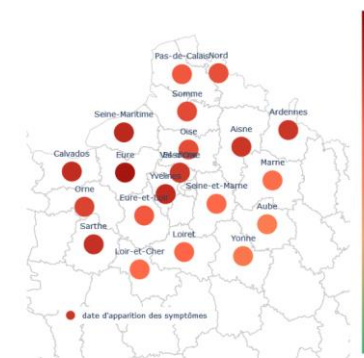 Pas-de-Calais Nord
Somme
Seine-Maritime
Ardennes
Oise
Aisne
Calvados
Eure
Marne
Yvelines
Orne
Eure-et-
Seine-et-Marne
Aube
Sarthe
Loiret
Yonne
Loir-et-Cher
date d'apparition des symptômes